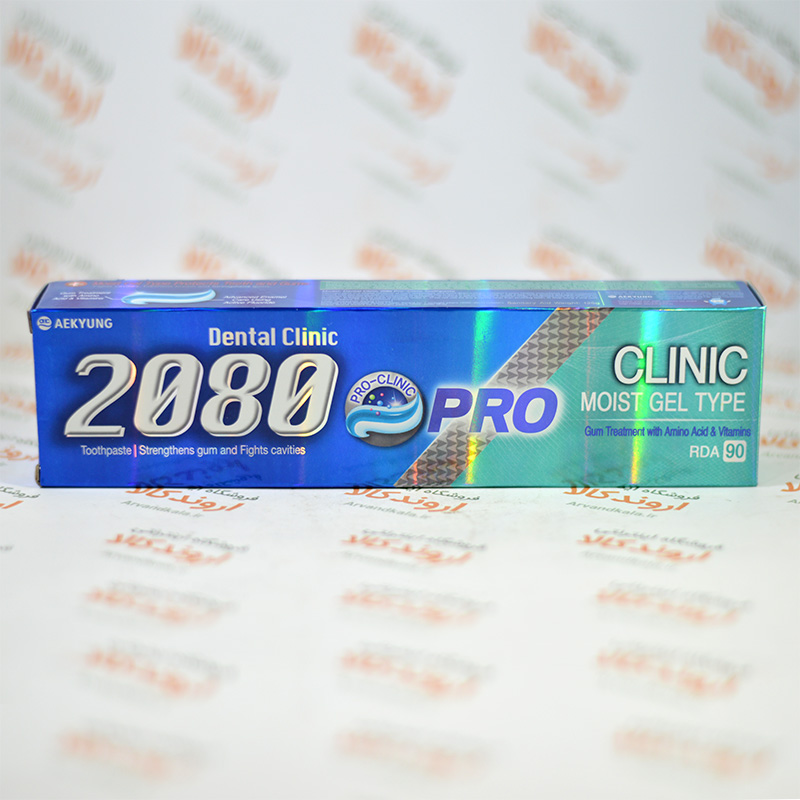 AEKYUNG
Dental Clinic
2080
PRO-CLINIC
PRO
Toothpaste | Strengthens gum and Fights cavities
CLINIC
MOIST GEL TYPE
Gum Treatment with Amino Acid & Vitamins
RDA 90
فروشگاه اینترنتی
اروند کالا
Arvandkala.ir